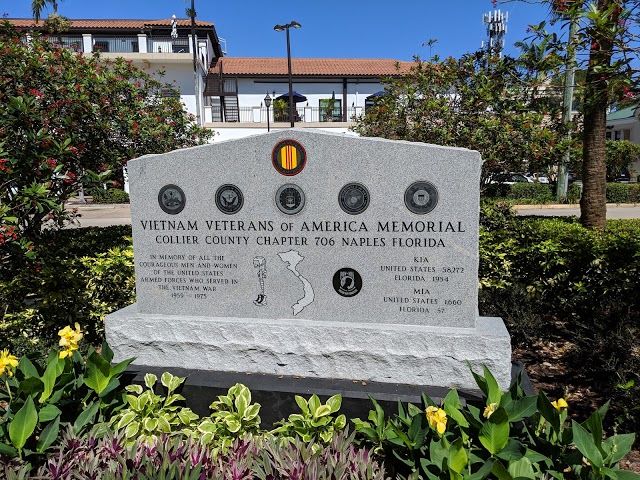 VIETNAM VETERANS OF AMERICA MEMORIAL
COLLIER COUNTY CHAPTER 706 NAPLES FLORIDA
IN MEMORY OF ALL THE
COURAGEOUS MEN AND WOMEN
OF THE UNITED STATES
ARMED FORCES WHO SERVED IN
THE VIETNAM WAR
1959 - 1975
KIA
UNITED STATES 58272
FLORIDA 1954
MIA
UNITED STATES 1660
FLORIDA 57